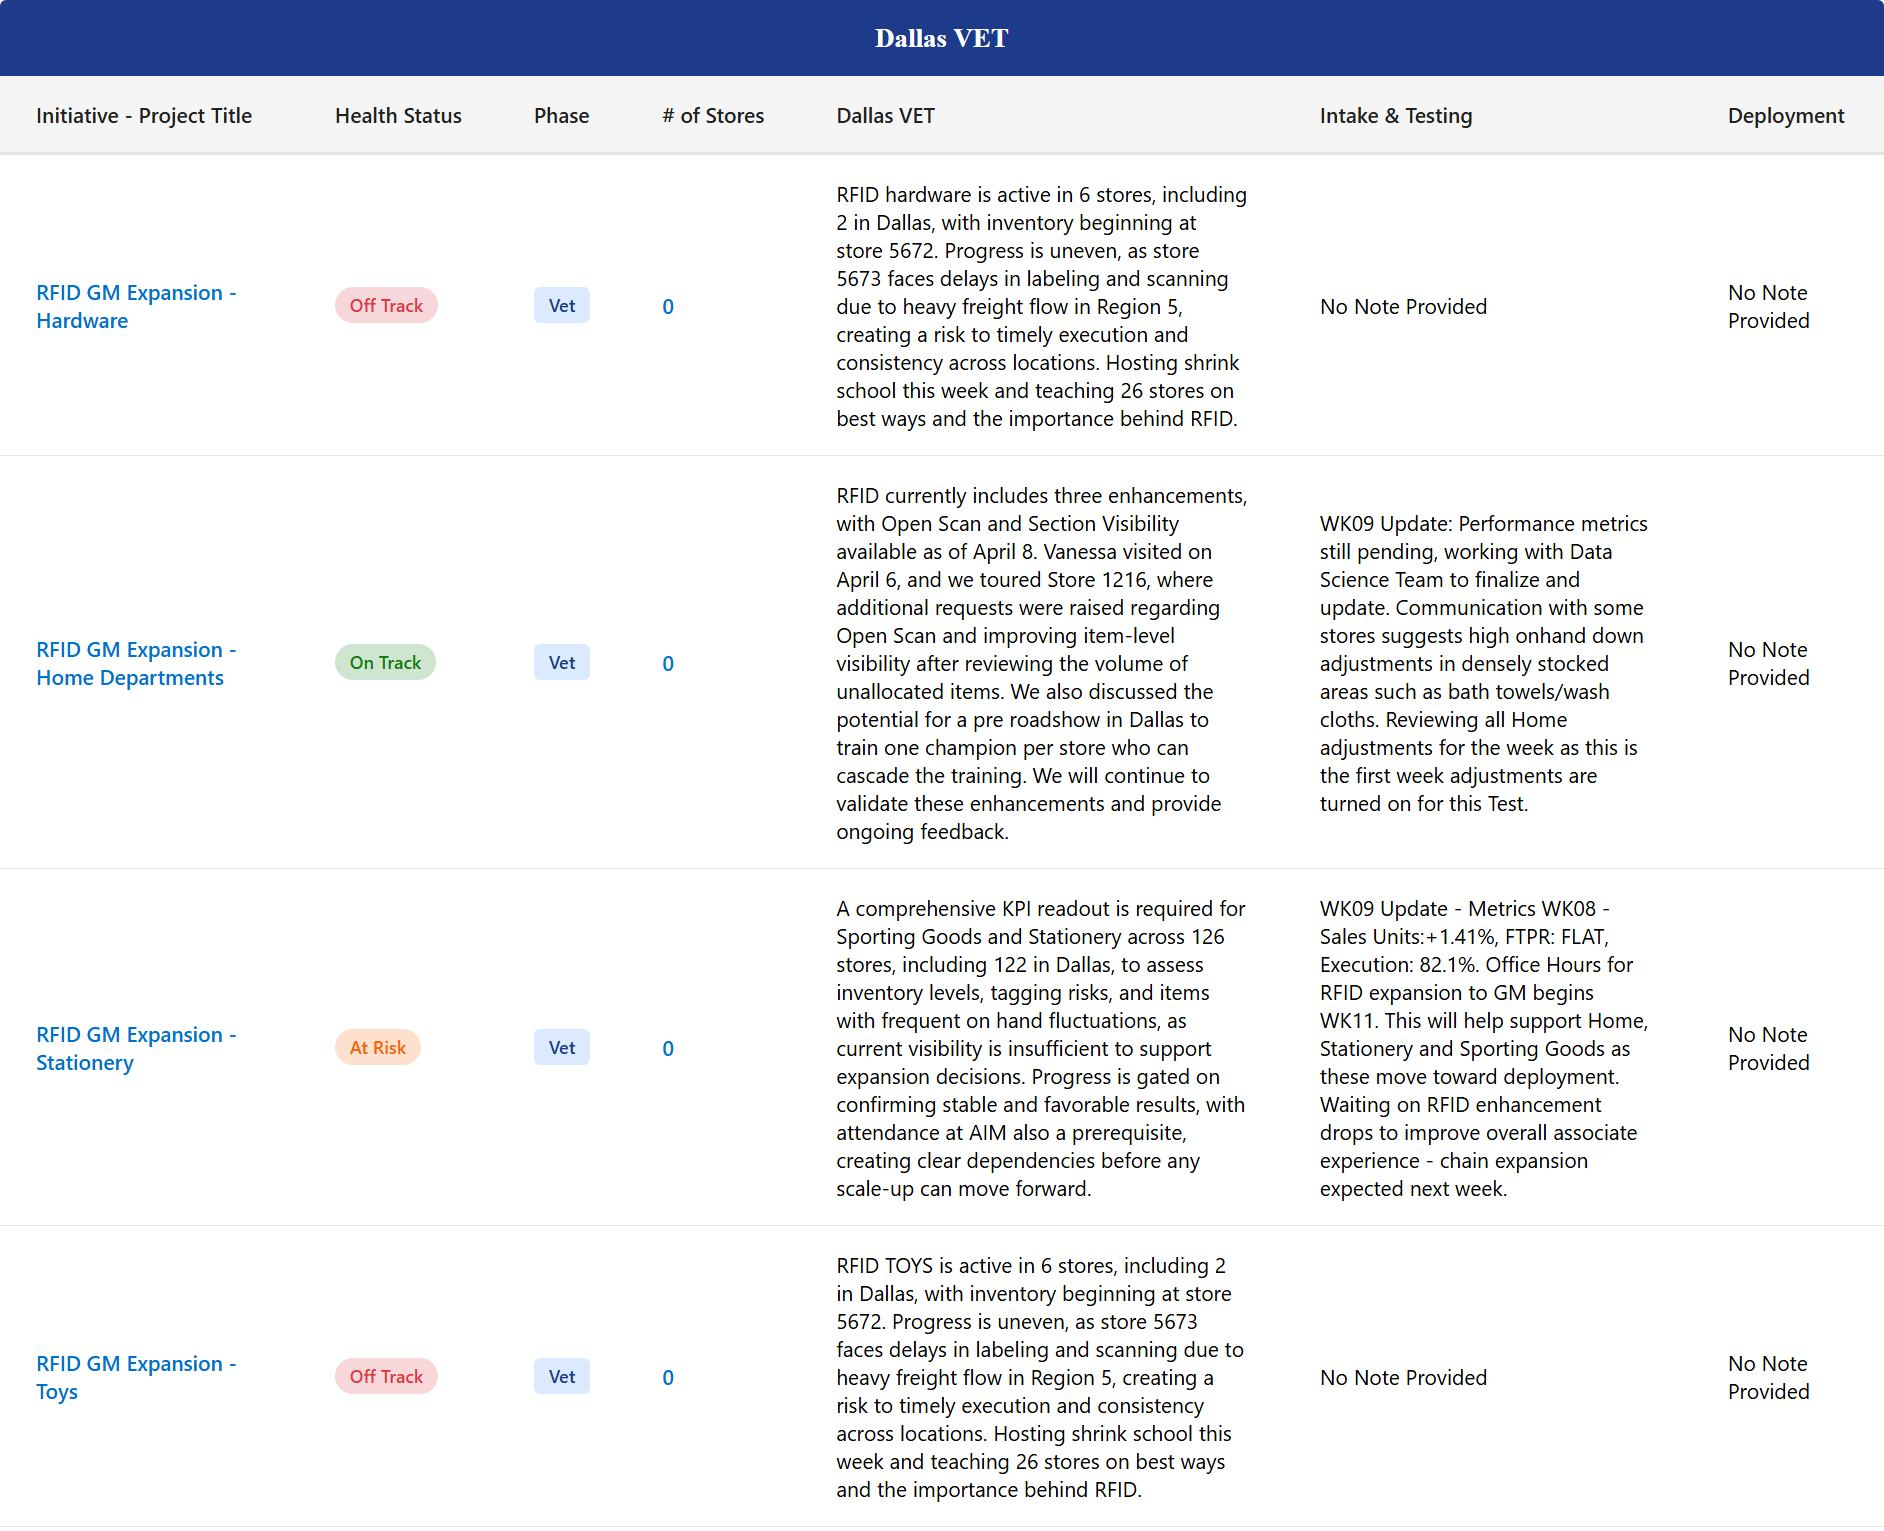 Dallas VET
Initiative - Project Title
Health Status
Phase
# of Stores
Dallas VET
Intake & Testing
Deployment
RFID GM Expansion -
Hardware
Off Track
Vet
0
RFID hardware is active in 6 stores, including
2 in Dallas, with inventory beginning at
store 5672. Progress is uneven, as store
5673 faces delays in labeling and scanning
due to heavy freight flow in Region 5,
creating a risk to timely execution and
consistency across locations. Hosting shrink
school this week and teaching 26 stores on
best ways and the importance behind RFID.
No Note Provided
No Note
Provided
RFID GM Expansion -
Home Departments
On Track
Vet
0
RFID currently includes three enhancements,
with Open Scan and Section Visibility
available as of April 8. Vanessa visited on
April 6, and we toured Store 1216, where
additional requests were raised regarding
Open Scan and improving item-level
visibility after reviewing the volume of
unallocated items. We also discussed the
potential for a pre roadshow in Dallas to
train one champion per store who can
cascade the training. We will continue to
validate these enhancements and provide
ongoing feedback.
WK09 Update: Performance metrics
still pending, working with Data
Science Team to finalize and
update. Communication with some
stores suggests high onhand down
adjustments in densely stocked
areas such as bath towels/wash
cloths. Reviewing all Home
adjustments for the week as this is
the first week adjustments are
turned on for this Test.
No Note
Provided
RFID GM Expansion -
Stationery
At Risk
Vet
0
A comprehensive KPI readout is required for
Sporting Goods and Stationery across 126
stores, including 122 in Dallas, to assess
inventory levels, tagging risks, and items
with frequent on hand fluctuations, as
current visibility is insufficient to support
expansion decisions. Progress is gated on
confirming stable and favorable results, with
attendance at AIM also a prerequisite,
creating clear dependencies before any
scale-up can move forward.
WK09 Update - Metrics WK08 -
Sales Units:+1.41%, FTPR: FLAT,
Execution: 82.1%. Office Hours for
RFID expansion to GM begins
WK11. This will help support Home,
Stationery and Sporting Goods as
these move toward deployment.
Waiting on RFID enhancement
drops to improve overall associate
experience - chain expansion
expected next week.
No Note
Provided
RFID GM Expansion -
Toys
Off Track
Vet
0
RFID TOYS is active in 6 stores, including 2
in Dallas, with inventory beginning at store
5672. Progress is uneven, as store 5673
faces delays in labeling and scanning due to
heavy freight flow in Region 5, creating a
risk to timely execution and consistency
across locations. Hosting shrink school this
week and teaching 26 stores on best ways
and the importance behind RFID.
No Note Provided
No Note
Provided